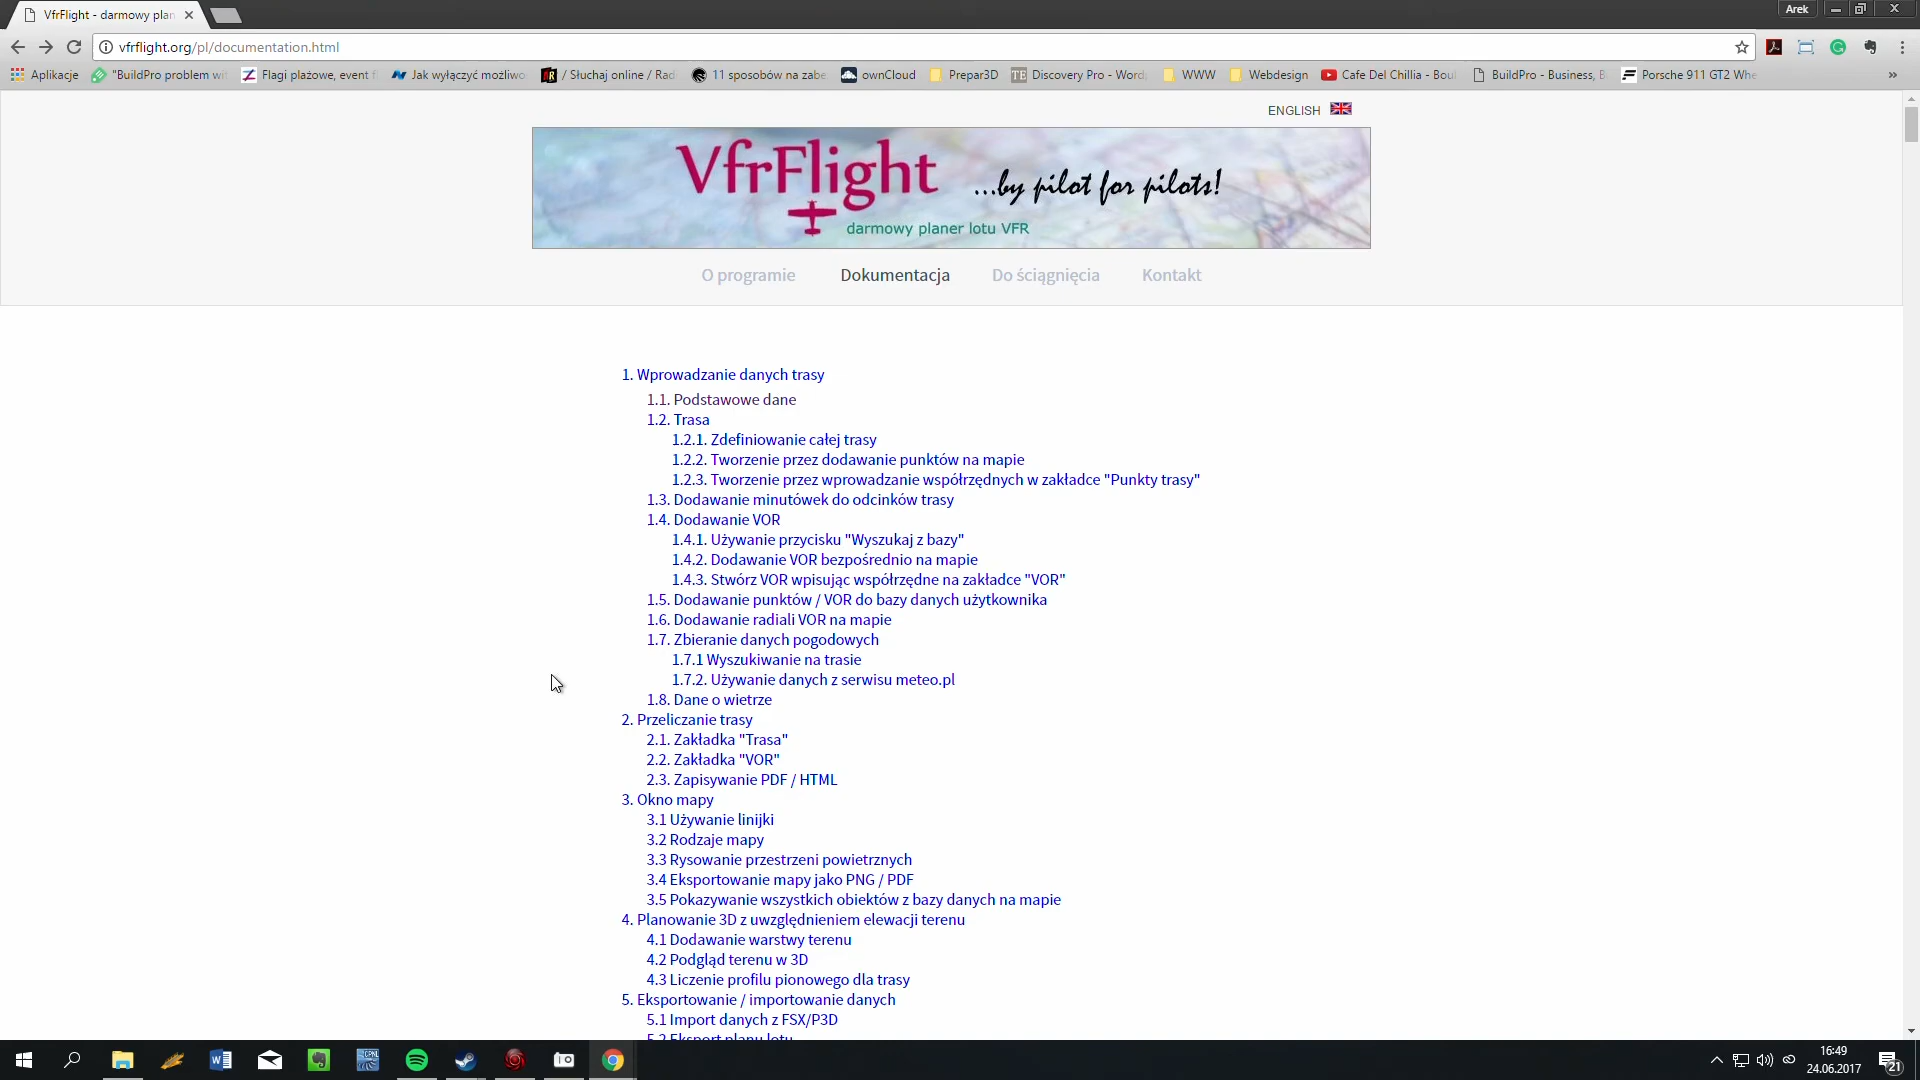 VfrFlight - darmowy plan
Arek
vfrflight.org/pl/documentation.html
Aplikacje "BuildPro problem wi Flagi plażowe, event f Jak wyłączyć możliwo / Słuchaj online / Rad 11 sposobów na zabe ownCloud Prepar3D TE Discovery Pro - Word WWW Webdesign Cafe Del Chillia - Boui BuildPro - Business, B Porsche 911 GT2 Whe »
ENGLISH
VfrFlight ...by pilot for pilots!
darmowy planer lotu VFR
O programie Dokumentacja Do ściągnięcia Kontakt
1. Wprowadzanie danych trasy
1.1. Podstawowe dane
1.2. Trasa
1.2.1. Zdefiniowanie całej trasy
1.2.2. Tworzenie przez dodawanie punktów na mapie
1.2.3. Tworzenie przez wprowadzanie współrzędnych w zakładce "Punkty trasy"
1.3. Dodawanie minutówek do odcinków trasy
1.4. Dodawanie VOR
1.4.1. Używanie przycisku "Wyszukaj z bazy"
1.4.2. Dodawanie VOR bezpośrednio na mapie
1.4.3. Stwórz VOR wpisując współrzędne na zakładce "VOR"
1.5. Dodawanie punktów / VOR do bazy danych użytkownika
1.6. Dodawanie radiali VOR na mapie
1.7. Zbieranie danych pogodowych
1.7.1 Wyszukiwanie na trasie
1.7.2. Używanie danych z serwisu meteo.pl
1.8. Dane o wietrze
2. Przeliczanie trasy
2.1. Zakładka "Trasa"
2.2. Zakładka "VOR"
2.3. Zapisywanie PDF / HTML
3. Okno mapy
3.1 Używanie linijki
3.2 Rodzaje mapy
3.3 Rysowanie przestrzeni powietrznych
3.4 Eksportowanie mapy jako PNG / PDF
3.5 Pokazywanie wszystkich obiektów z bazy danych na mapie
4. Planowanie 3D z uwzględnieniem elewacji terenu
4.1 Dodawanie warstwy terenu
4.2 Podgląd terenu w 3D
4.3 Liczenie profilu pionowego dla trasy
5. Eksportowanie / importowanie danych
5.1 Import danych z FSX/P3D
5.2 Eksport planu lotu
16:49
24.06.2017
21